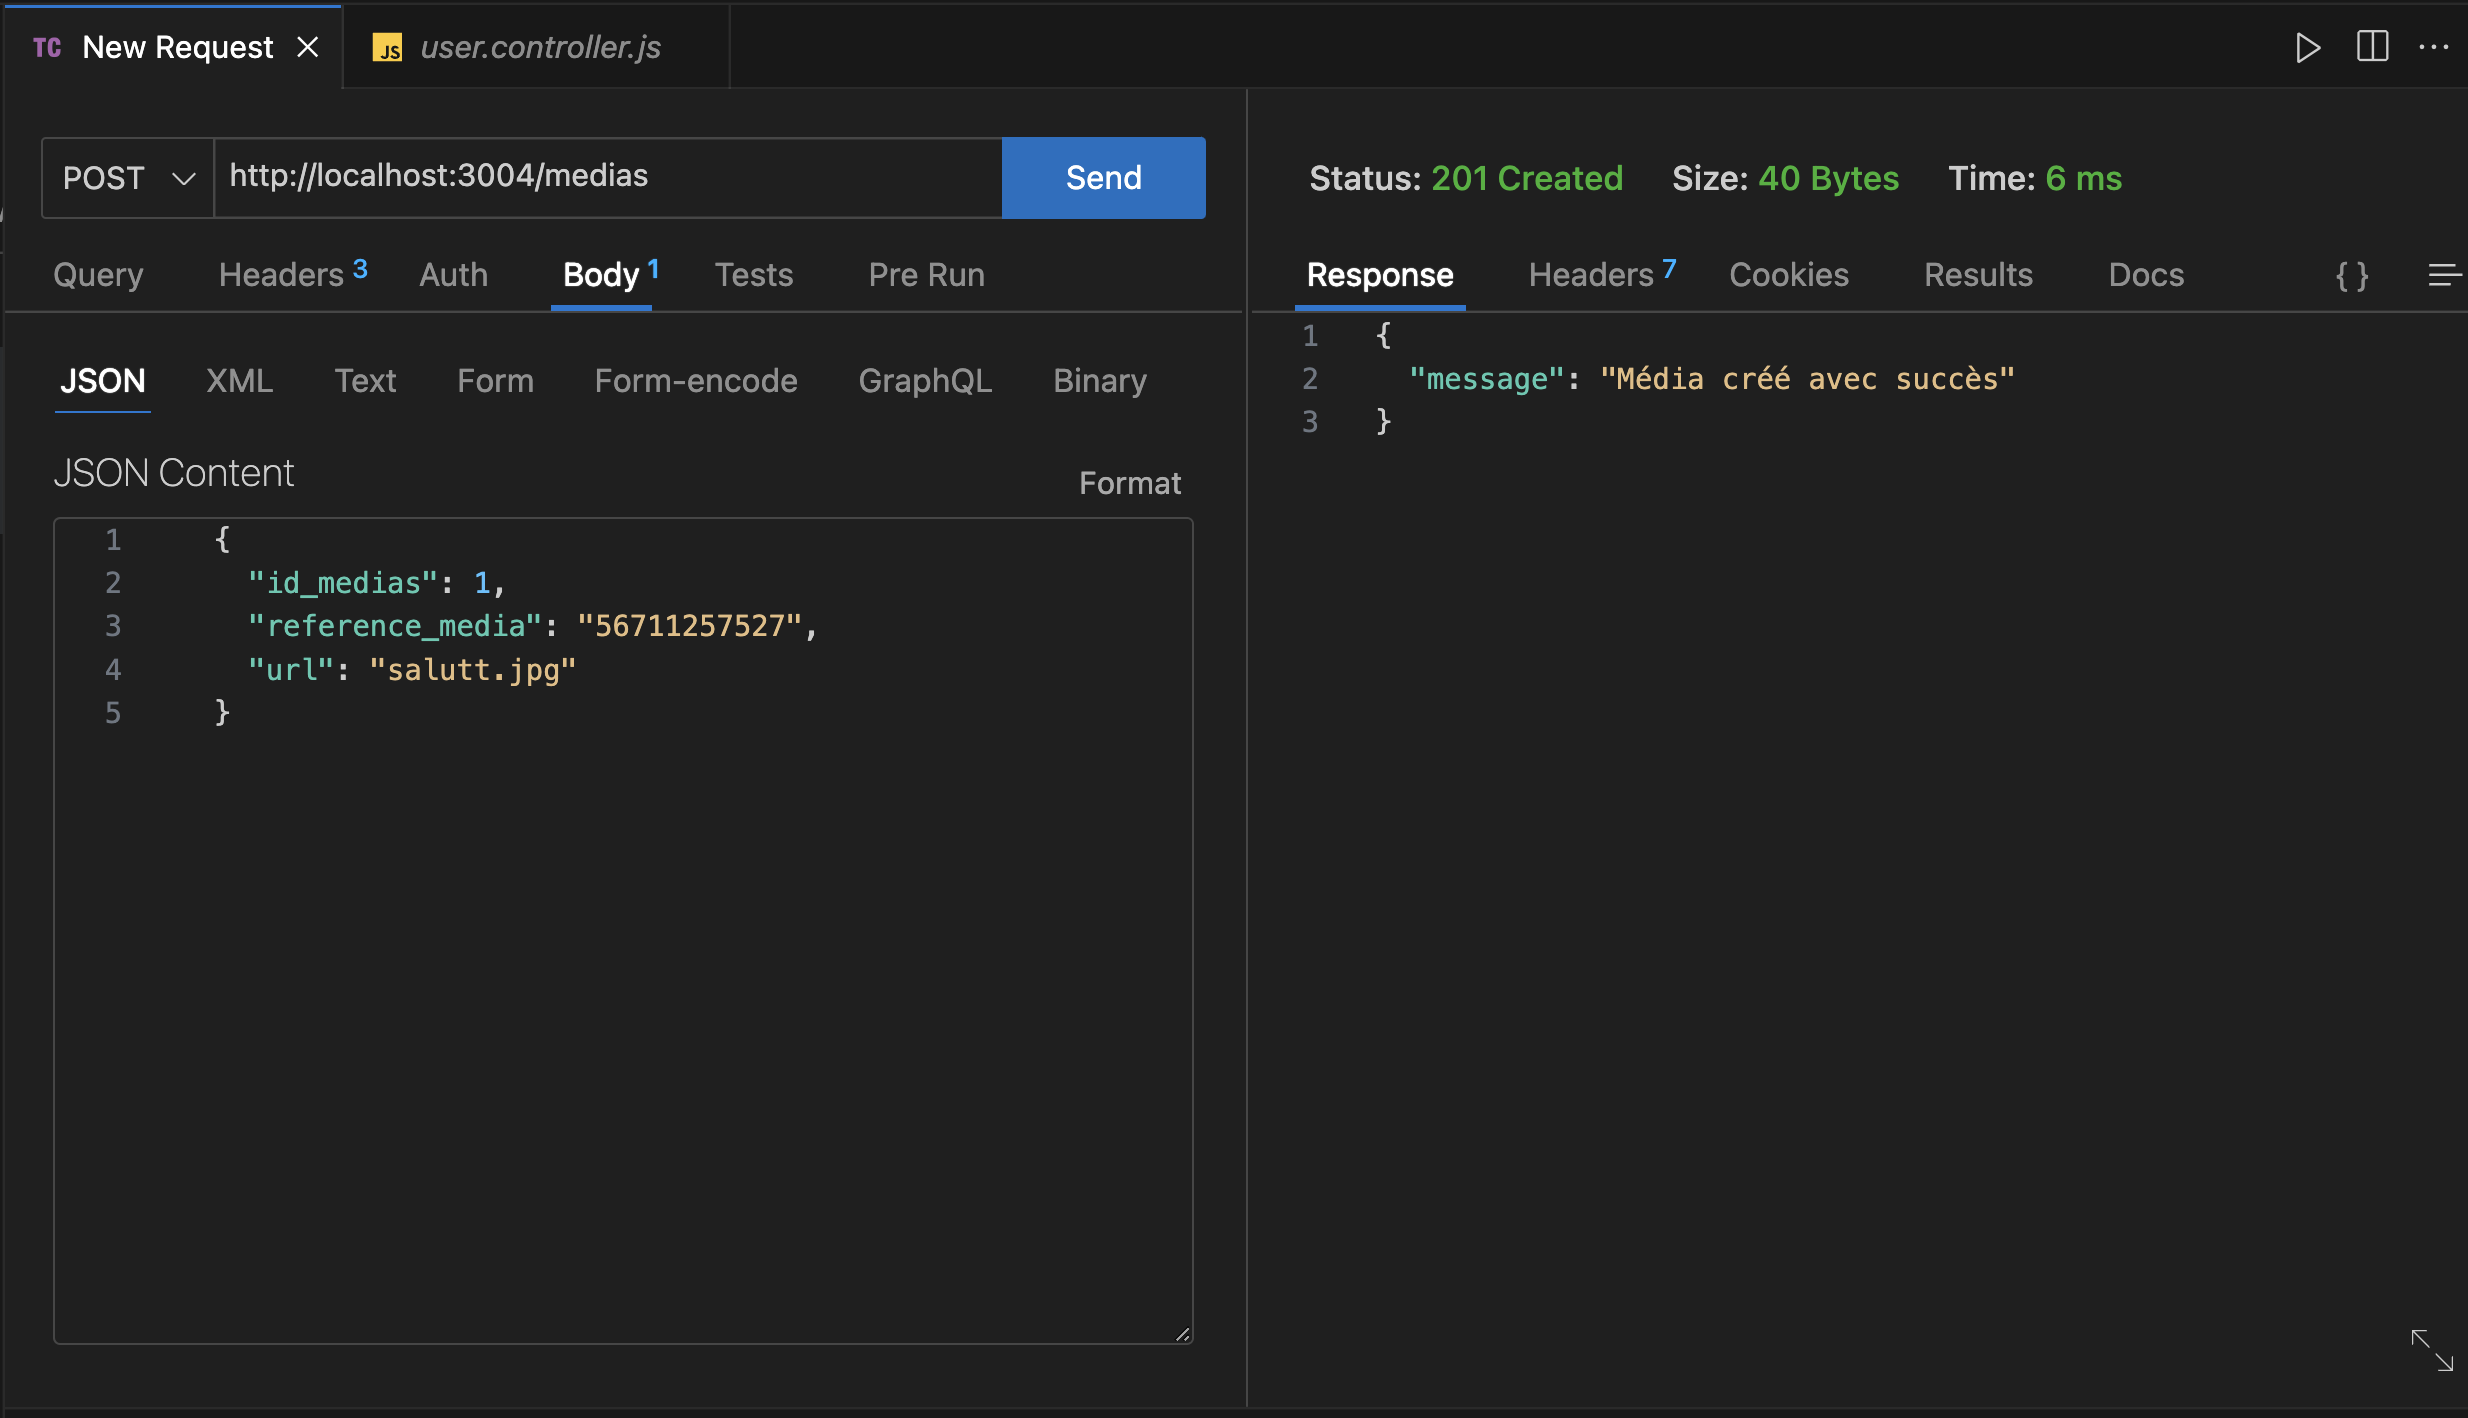 TC New Request × JS user.controller.js
POST http://localhost:3004/medias Send
Query Headers 3 Auth Body 1 Tests Pre Run
JSON XML Text Form Form-encode GraphQL Binary
JSON Content
Format
1 {
2 "id_medias": 1,
3 "reference_media": "56711257527",
4 "url": "salutt.jpg"
5 }
Status: 201 Created Size: 40 Bytes Time: 6 ms
Response Headers 7 Cookies Results Docs { }
1 {
2 "message": "Média créé avec succès"
3 }